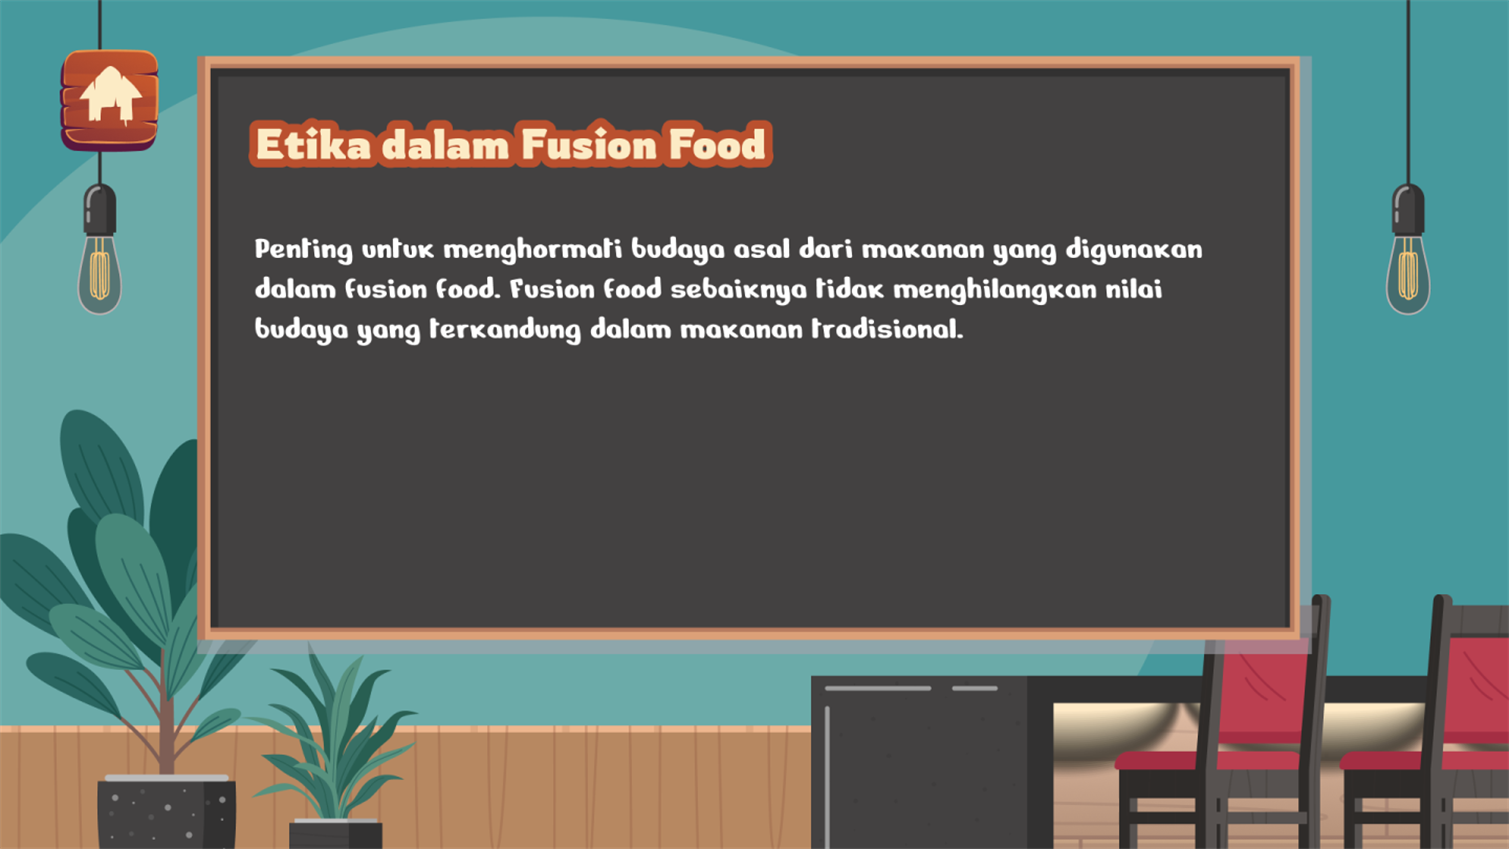 Etika dalam Fusion Food
Penting untuk menghormati budaya asal dari makanan yang digunakan
dalam fusion food. Fusion food sebaiknya tidak menghilangkan nilai
budaya yang terkandung dalam makanan tradisional.